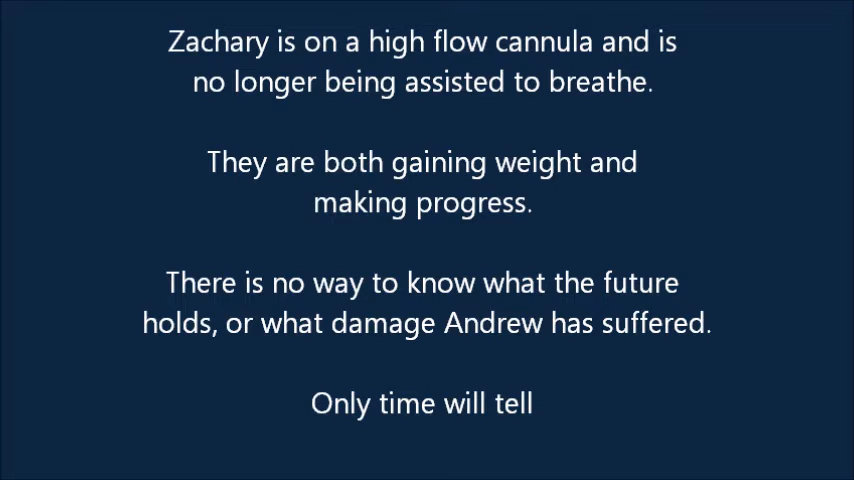 Zachary is on a high flow cannula and is
no longer being assisted to breathe.
They are both gaining weight and
making progress.
There is no way to know what the future
holds, or what damage Andrew has suffered.
Only time will tell